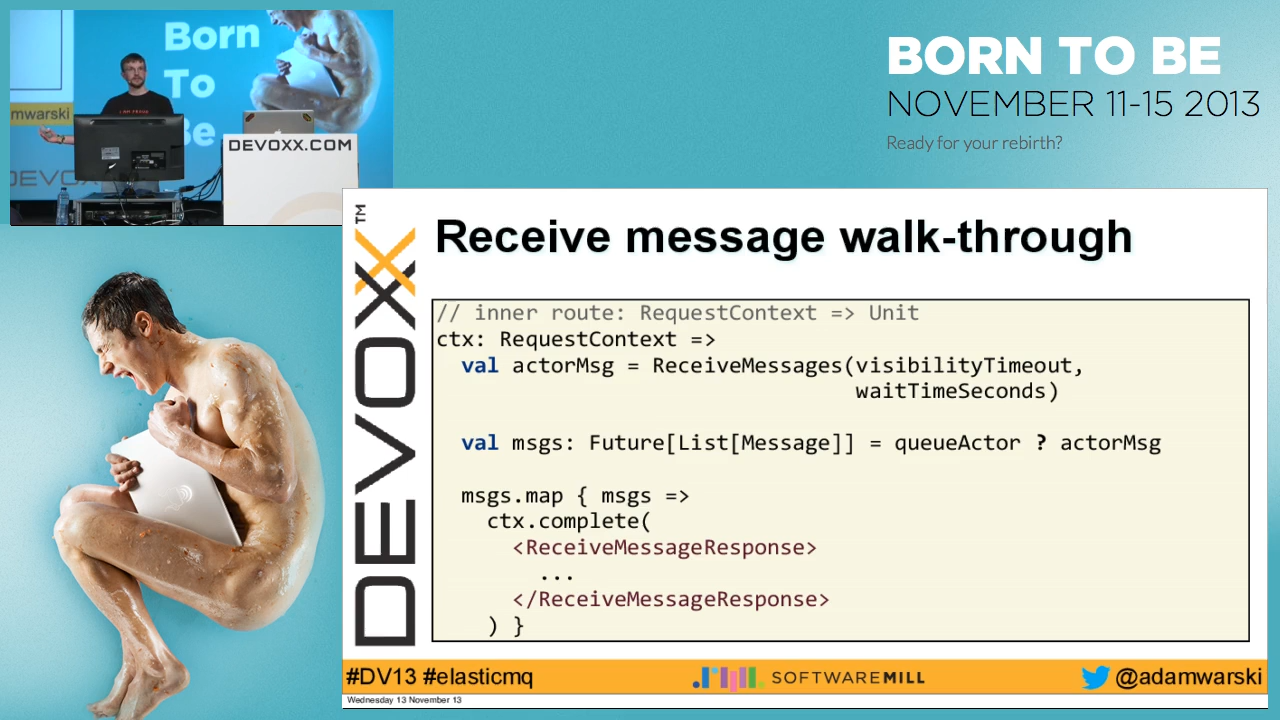 Born
To
Be
amwarski
DEVOXX.COM
DEVOX
BORN TO BE
NOVEMBER 11-15 2013
Ready for your rebirth?
DEVOXX™
Receive message walk-through
// inner route: RequestContext => Unit
ctx: RequestContext =>
val actorMsg = ReceiveMessages(visibilityTimeout,
waitTimeSeconds)
val msgs: Future[List[Message]] = queueActor ? actorMsg
msgs.map { msgs =>
ctx.complete(
<ReceiveMessageResponse>
...
</ReceiveMessageResponse>
) }
#DV13 #elasticmq
SOFTWAREMILL
@adamwarski
Wednesday 13 November 13